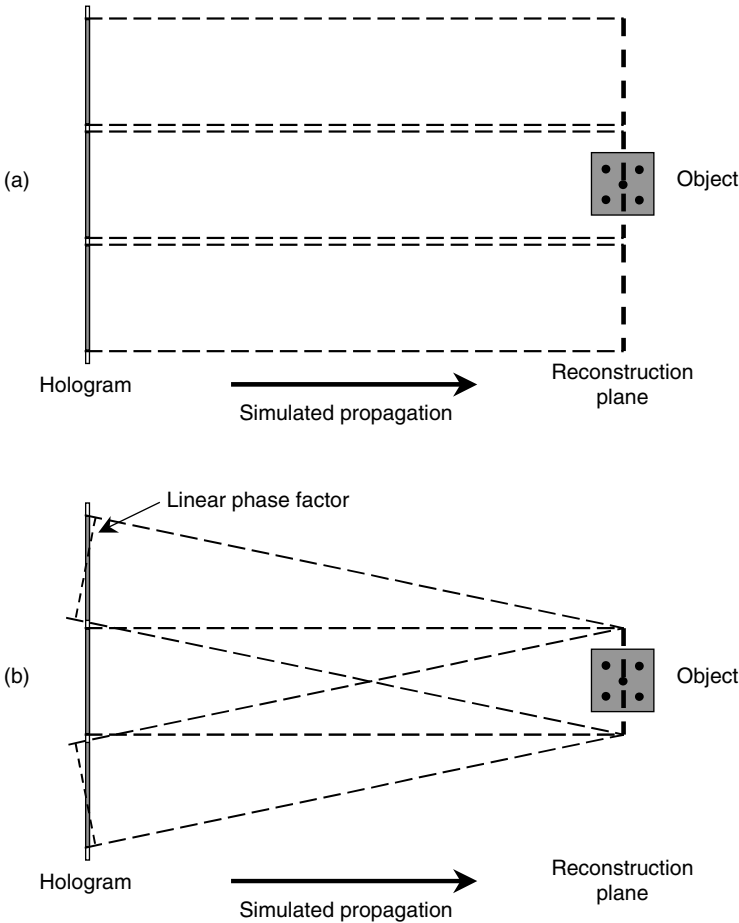 (a)
Object
Hologram
Simulated propagation
Reconstruction
plane
Linear phase factor
(b)
Object
Hologram
Simulated propagation
Reconstruction
plane